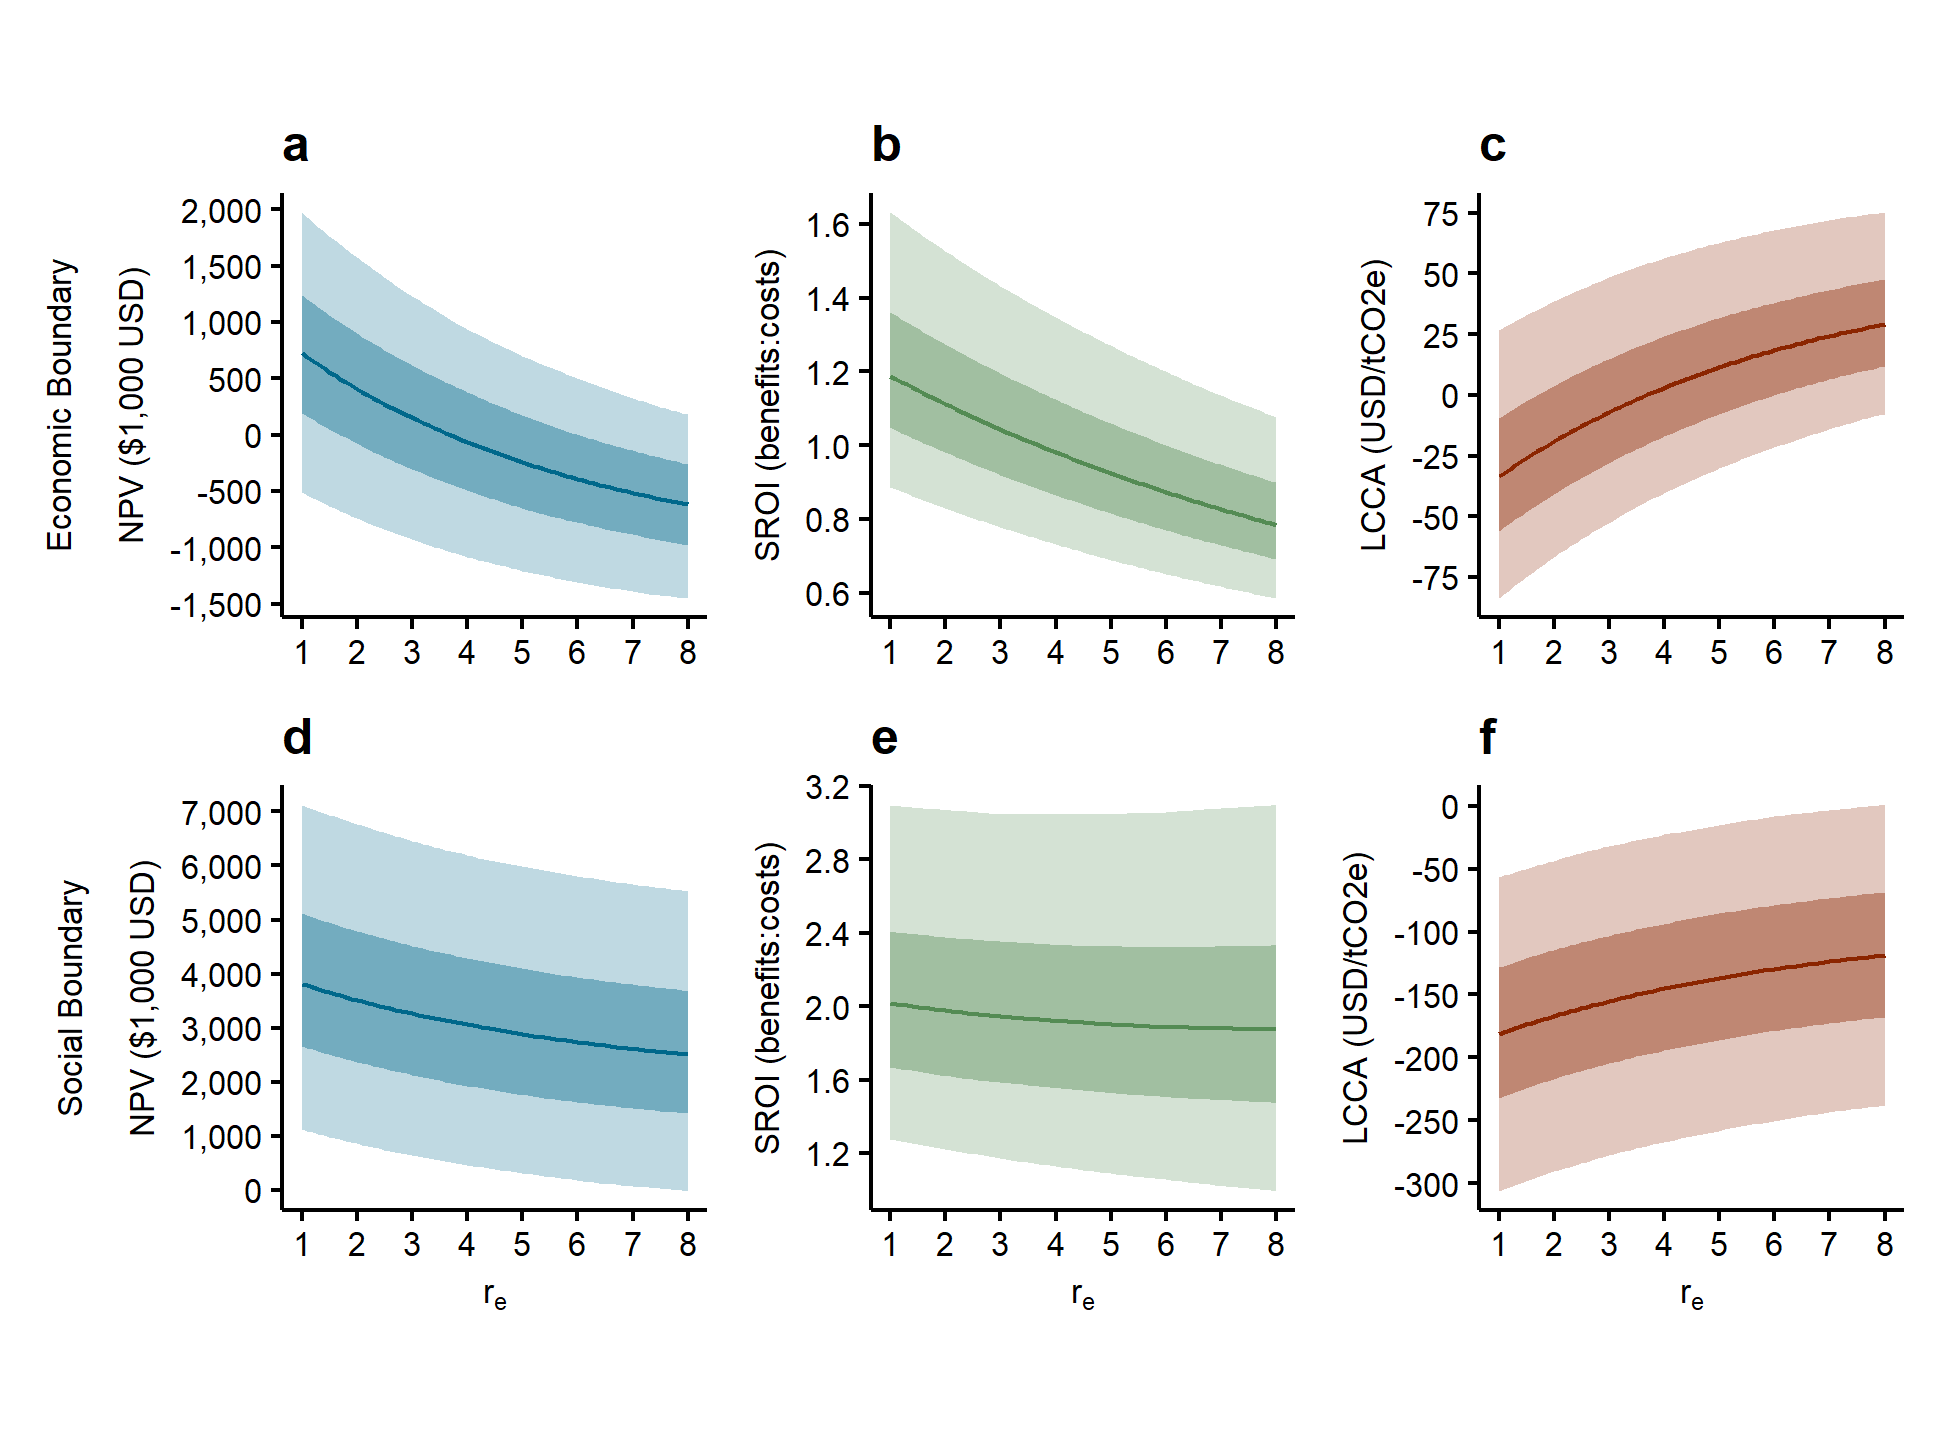 a
Economic Boundary
NPV ($1,000 USD)
2,000
1,500
1,000
500
0
-500
-1,000
-1,500
1 2 3 4 5 6 7 8
b
SROI (benefits:costs)
1.6
1.4
1.2
1.0
0.8
0.6
1 2 3 4 5 6 7 8
c
LCCA (USD/tCO2e)
75
50
25
0
-25
-50
-75
1 2 3 4 5 6 7 8
d
Social Boundary
NPV ($1,000 USD)
7,000
6,000
5,000
4,000
3,000
2,000
1,000
0
1 2 3 4 5 6 7 8
re
e
SROI (benefits:costs)
3.2
2.8
2.4
2.0
1.6
1.2
1 2 3 4 5 6 7 8
re
f
LCCA (USD/tCO2e)
0
-50
-100
-150
-200
-250
-300
1 2 3 4 5 6 7 8
re